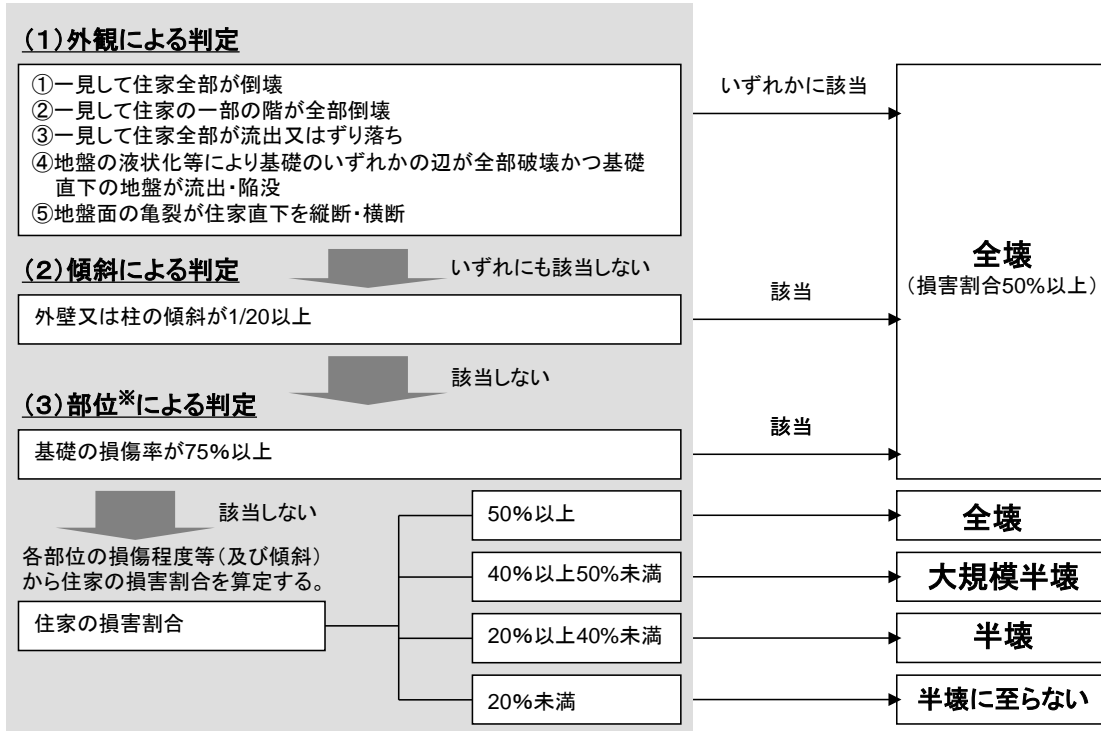 (1)外観による判定
①一見して住家全部が倒壊
②一見して住家の一部の階が全部倒壊
③一見して住家全部が流出又はずり落ち
④地盤の液状化等により基礎のいずれかの辺が全部破壊かつ基礎
直下の地盤が流出・陥没
⑤地盤面の亀裂が住家直下を縦断・横断
いずれかに該当
全壊
(損害割合50%以上)
いずれにも該当しない
(2)傾斜による判定
外壁又は柱の傾斜が1/20以上
該当
該当しない
(3)部位※による判定
基礎の損傷率が75%以上
該当
該当しない
各部位の損傷程度等(及び傾斜)
から住家の損害割合を算定する。
住家の損害割合
50%以上
全壊
40%以上50%未満
大規模半壊
20%以上40%未満
半壊
20%未満
半壊に至らない